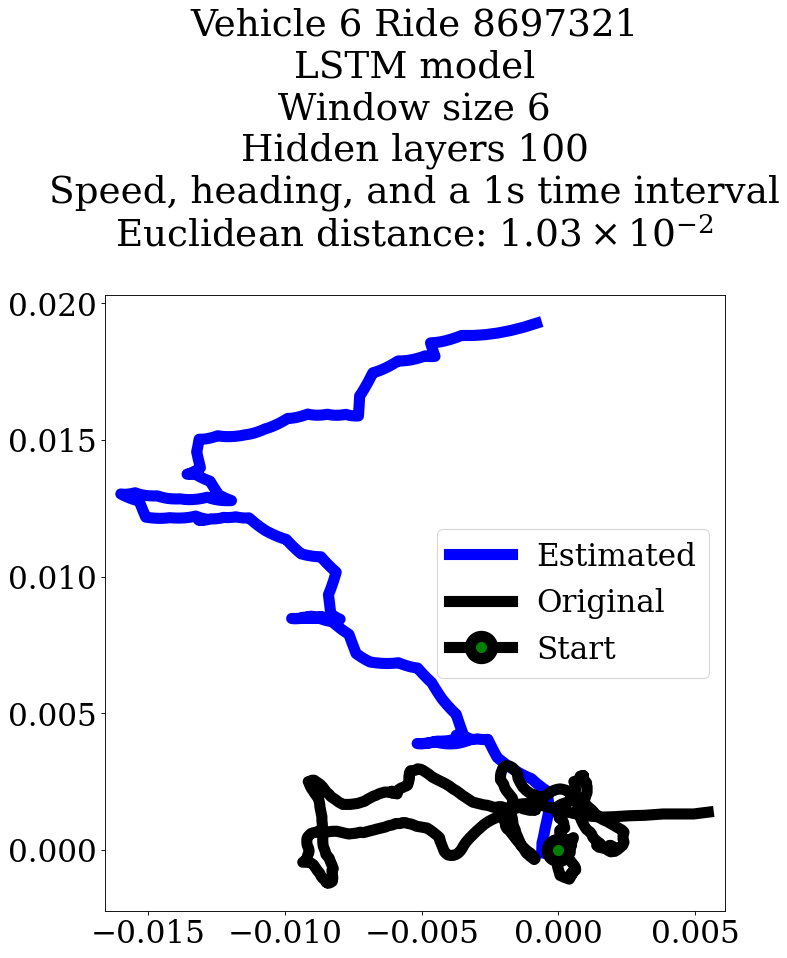 Vehicle 6 Ride 8697321
LSTM model
Window size 6
Hidden layers 100
Speed, heading, and a 1s time interval
Euclidean distance: 1.03 × 10⁻²
0.020
0.015
0.010
0.005
0.000
Estimated
Original
Start
−0.015 −0.010 −0.005 0.000 0.005